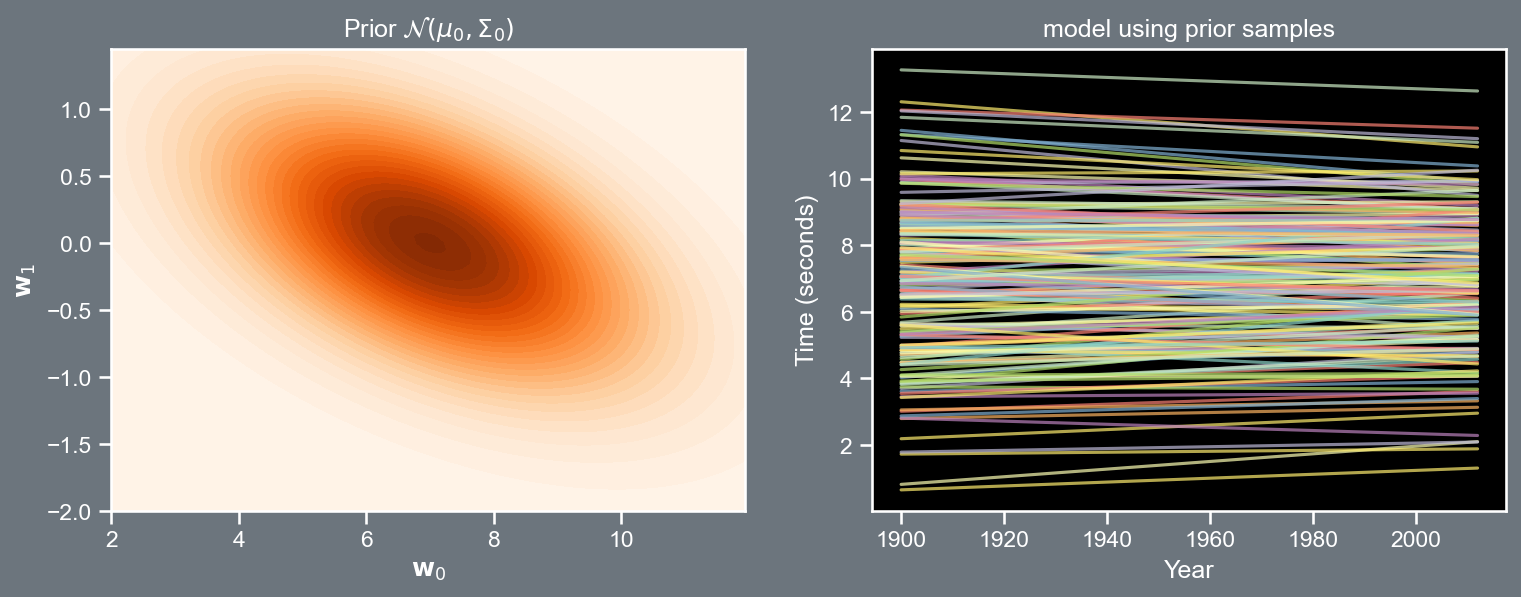 Prior 𝒩(μ₀, Σ₀)
1.0
0.5
0.0
−0.5
−1.0
−1.5
−2.0
w₁
2 4 6 8 10
w₀
model using prior samples
12
10
8
6
4
2
Time (seconds)
1900 1920 1940 1960 1980 2000
Year